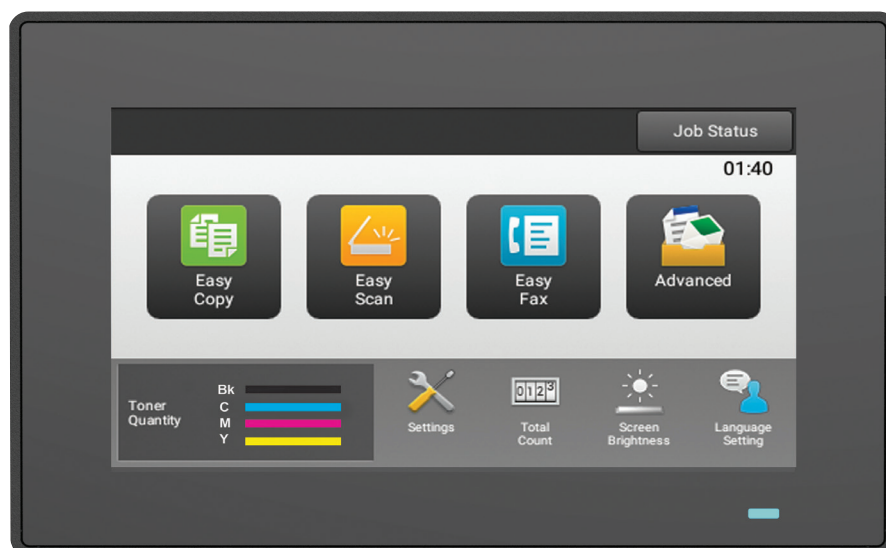 Job Status
01:40
Easy
Copy
Easy
Scan
Easy
Fax
Advanced
Toner
Quantity
Bk
C
M
Y
Settings
0123
Total
Count
Screen
Brightness
Language
Setting